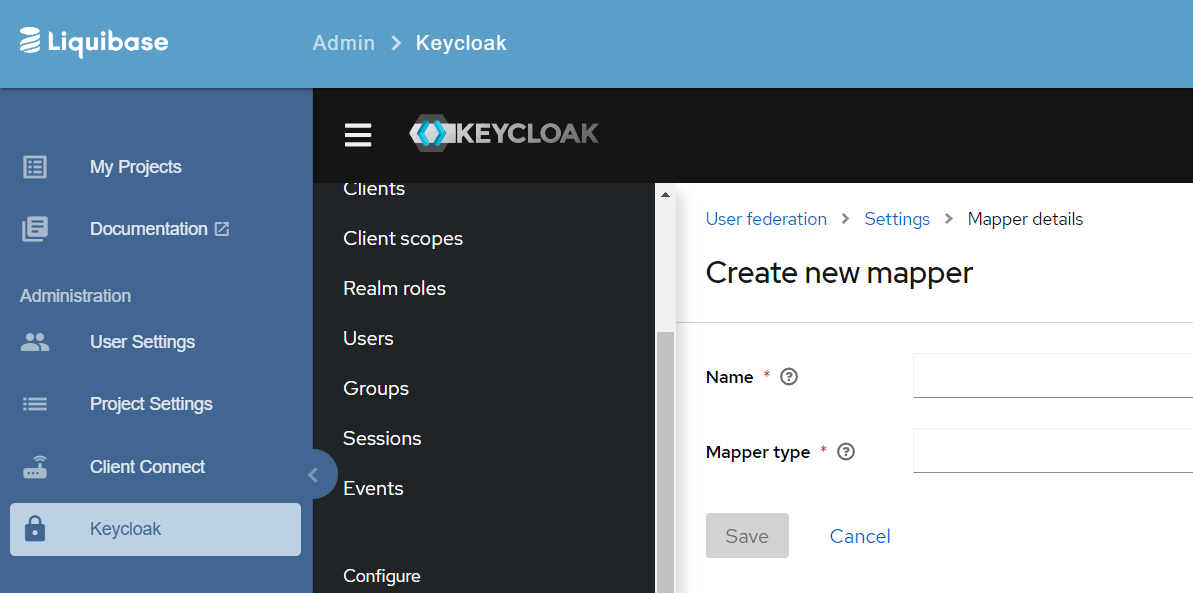 Liquibase
Admin > Keycloak
My Projects
Documentation
Administration
User Settings
Project Settings
Client Connect
Keycloak
KEYCLOAK
Clients
Client scopes
Realm roles
Users
Groups
Sessions
Events
Configure
User federation > Settings > Mapper details
Create new mapper
Name *
Mapper type *
Save Cancel